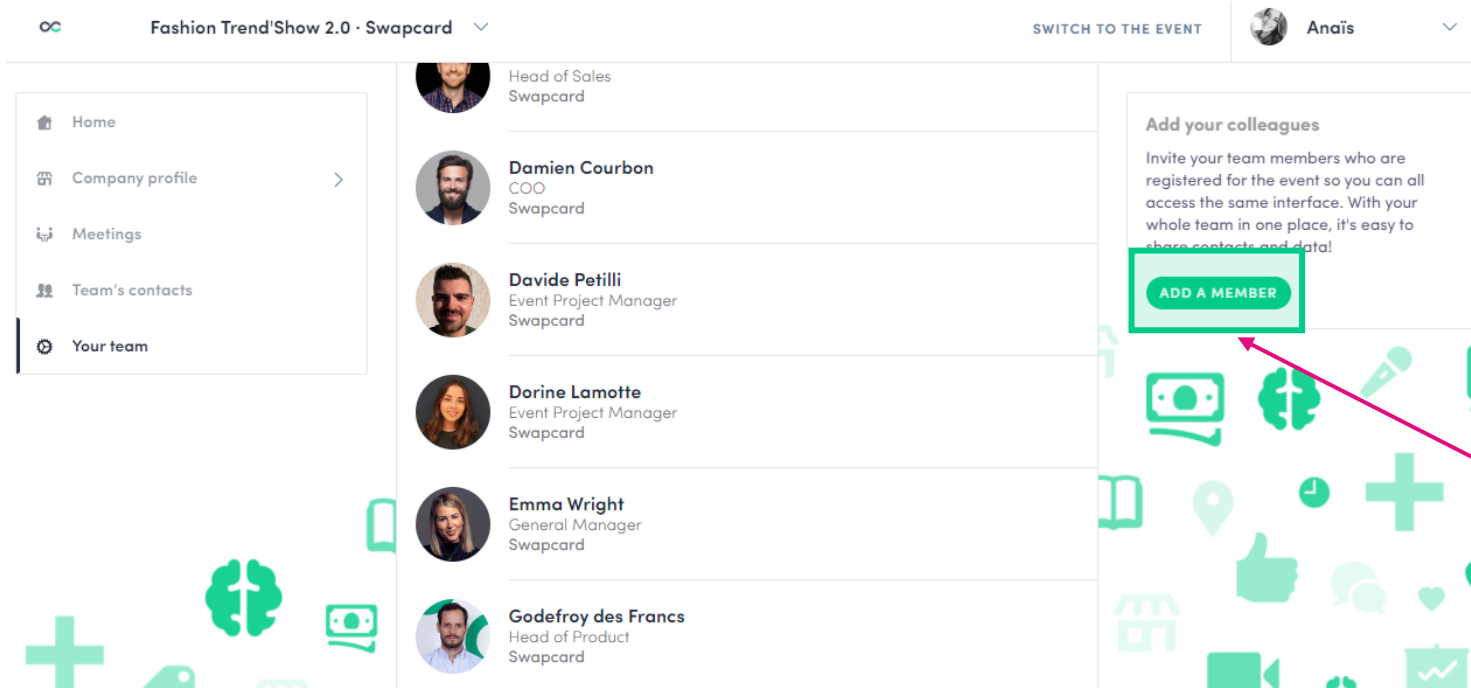 Fashion Trend'Show 2.0 · Swapcard
SWITCH TO THE EVENT
Anaïs
Home
Company profile
Meetings
Team's contacts
Your team
Head of Sales
Swapcard
Damien Courbon
COO
Swapcard
Davide Petilli
Event Project Manager
Swapcard
Dorine Lamotte
Event Project Manager
Swapcard
Emma Wright
General Manager
Swapcard
Godefroy des Francs
Head of Product
Swapcard
Add your colleagues
Invite your team members who are
registered for the event so you can all
access the same interface. With your
whole team in one place, it's easy to
share contacts and data!
ADD A MEMBER